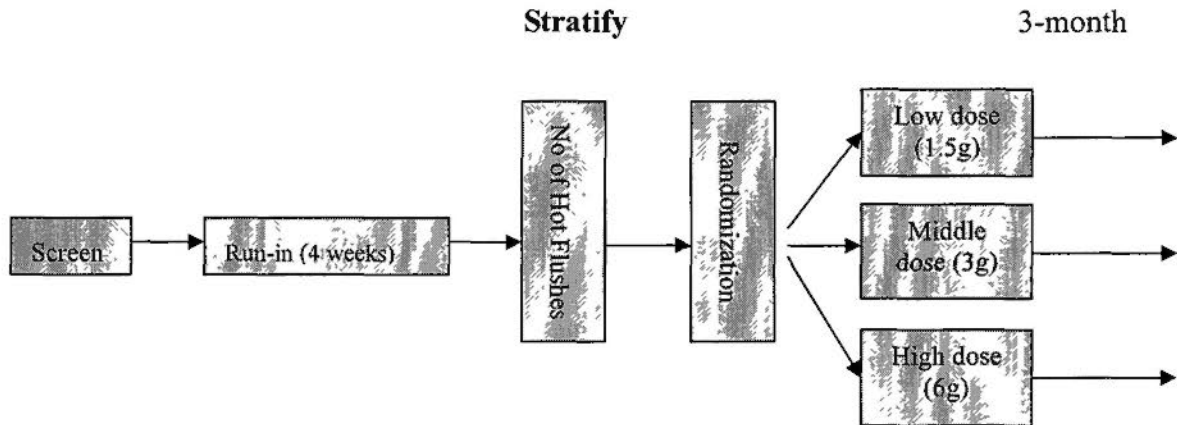 Stratify
3-month
Screen
Run-in (4 weeks)
No of Hot Flushes
Randomization
Low dose
(1.5g)
Middle
dose (3g)
High dose
(6g)